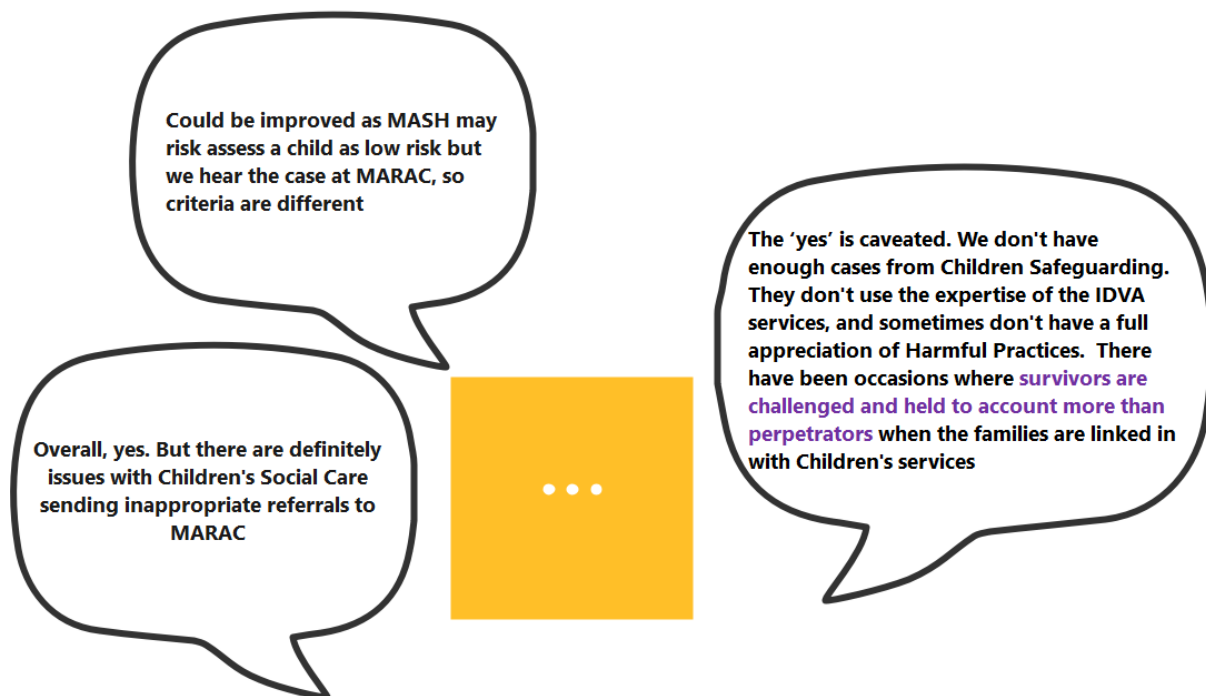 Could be improved as MASH may
risk assess a child as low risk but
we hear the case at MARAC, so
criteria are different
Overall, yes. But there are definitely
issues with Children's Social Care
sending inappropriate referrals to
MARAC
The ‘yes’ is caveated. We don't have
enough cases from Children Safeguarding.
They don't use the expertise of the IDVA
services, and sometimes don't have a full
appreciation of Harmful Practices.  There
have been occasions where survivors are
challenged and held to account more than
perpetrators when the families are linked in
with Children's services